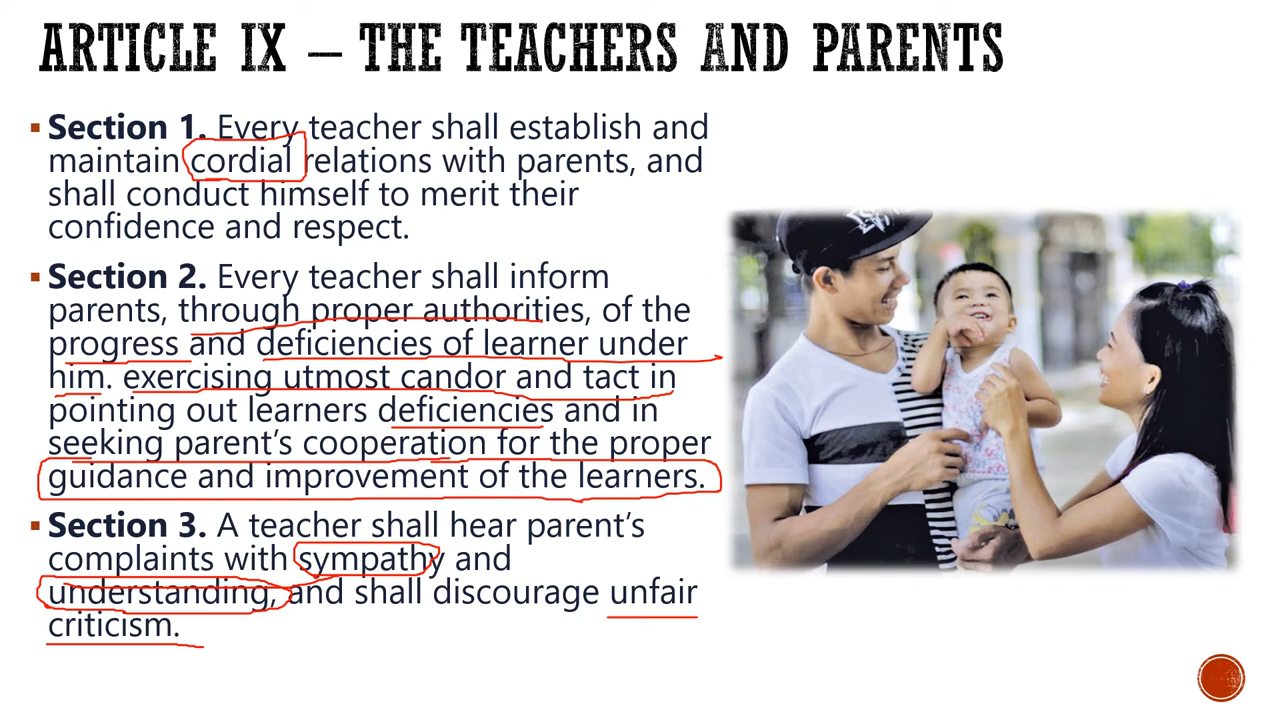 ARTICLE IX – THE TEACHERS AND PARENTS
Section 1. Every teacher shall establish and
maintain cordial relations with parents, and
shall conduct himself to merit their
confidence and respect.
Section 2. Every teacher shall inform
parents, through proper authorities, of the
progress and deficiencies of learner under
him. exercising utmost candor and tact in
pointing out learners deficiencies and in
seeking parent's cooperation for the proper
guidance and improvement of the learners.
Section 3. A teacher shall hear parent's
complaints with sympathy and
understanding, and shall discourage unfair
criticism.